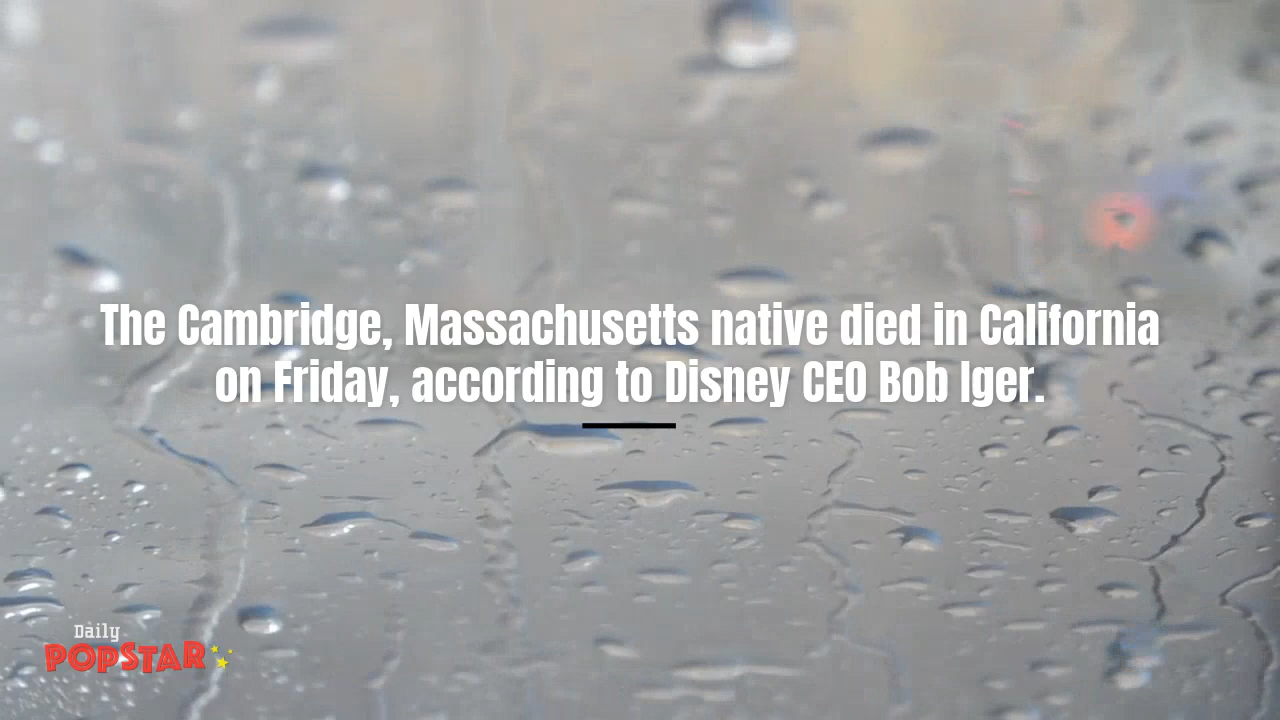 The Cambridge, Massachusetts native died in California
on Friday, according to Disney CEO Bob Iger.
Daily
POPSTAR